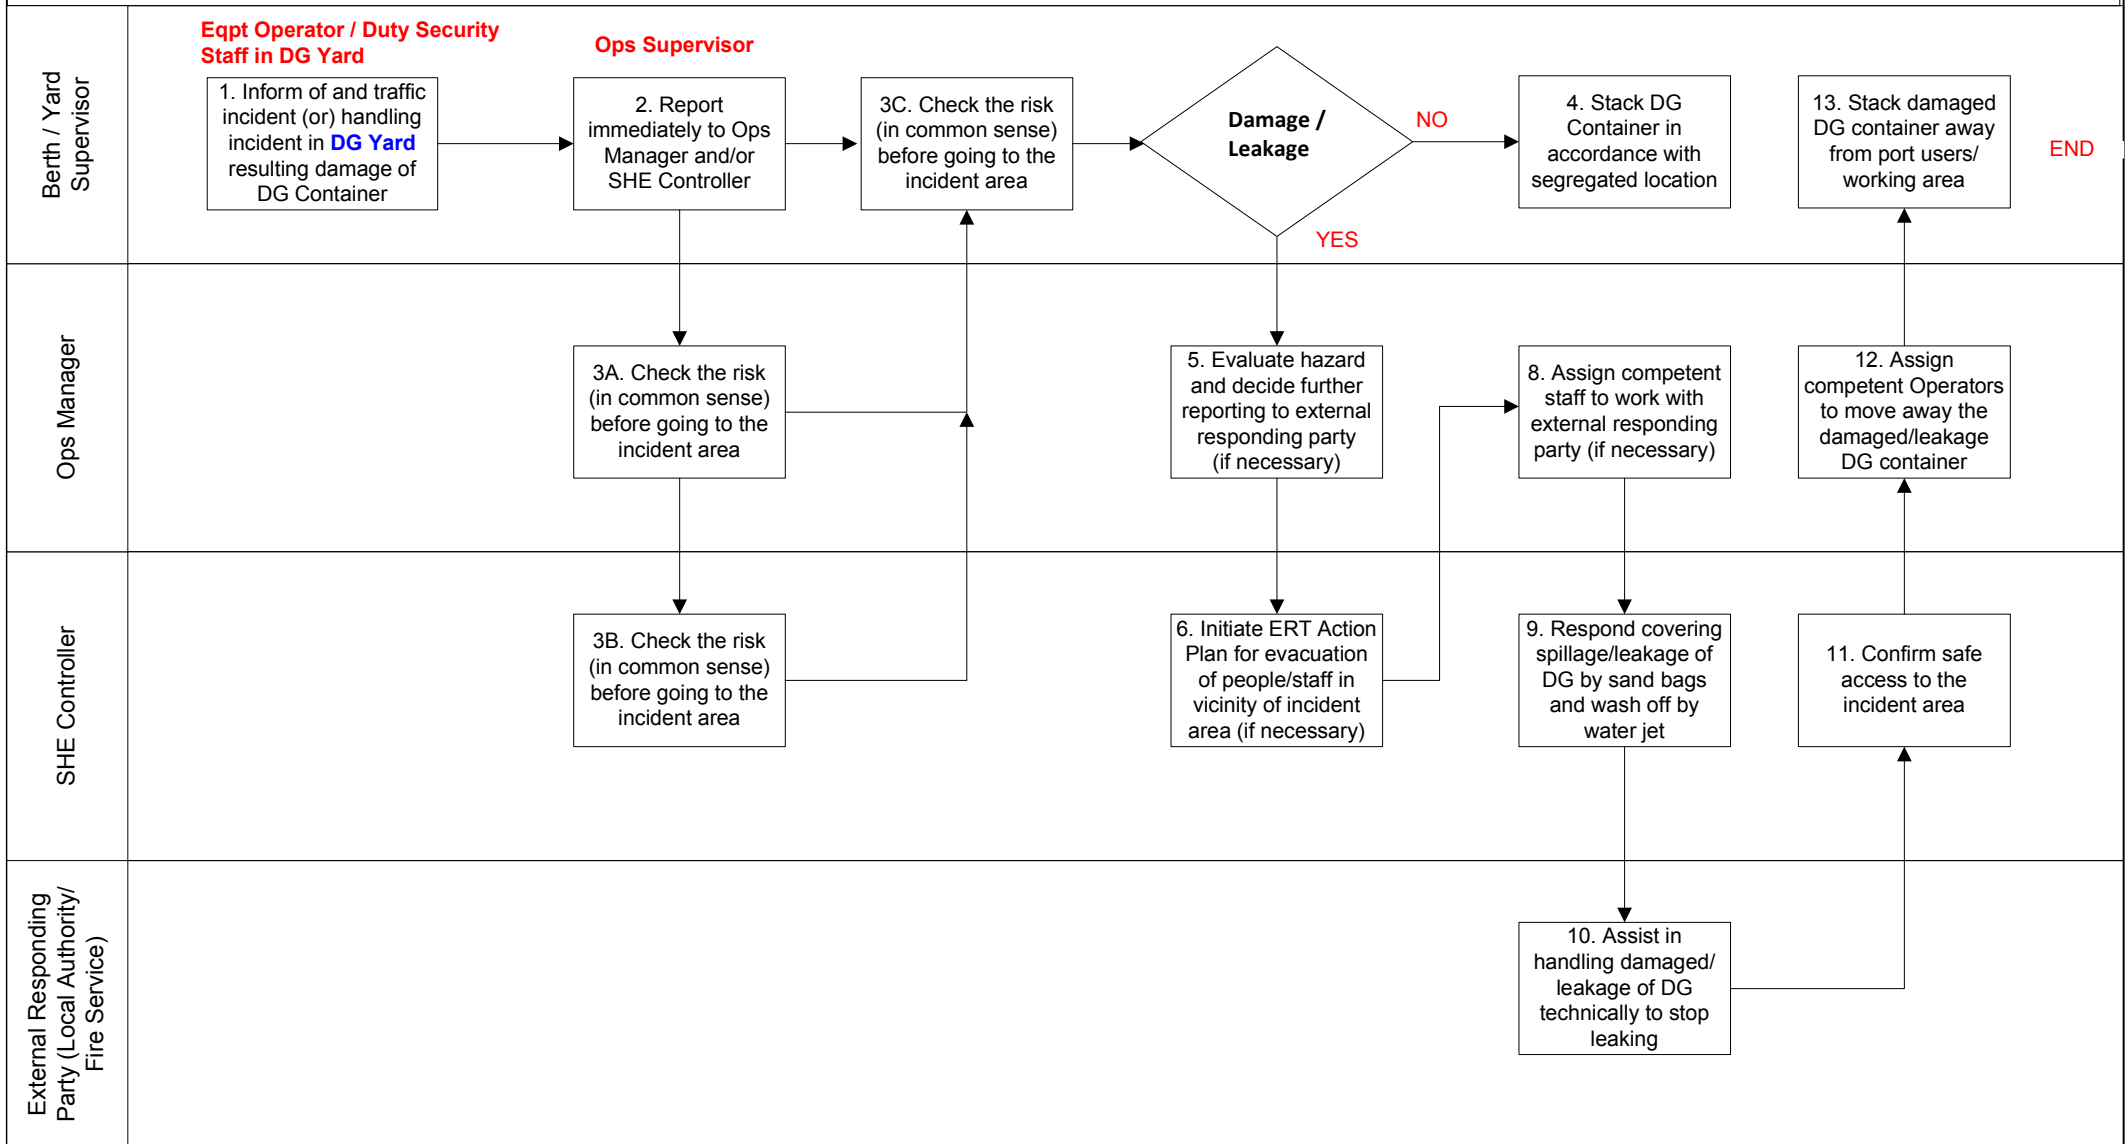 Eqpt Operator / Duty Security
Staff in DG Yard
Ops Supervisor
Berth / Yard
Supervisor
1. Inform of and traffic
incident (or) handling
incident in DG Yard
resulting damage of
DG Container
2. Report
immediately to Ops
Manager and/or
SHE Controller
3C. Check the risk
(in common sense)
before going to the
incident area
Damage /
Leakage
NO
YES
4. Stack DG
Container in
accordance with
segregated location
13. Stack damaged
DG container away
from port users/
working area
END
Ops Manager
3A. Check the risk
(in common sense)
before going to the
incident area
5. Evaluate hazard
and decide further
reporting to external
responding party
(if necessary)
8. Assign competent
staff to work with
external responding
party (if necessary)
12. Assign
competent Operators
to move away the
damaged/leakage
DG container
SHE Controller
3B. Check the risk
(in common sense)
before going to the
incident area
6. Initiate ERT Action
Plan for evacuation
of people/staff in
vicinity of incident
area (if necessary)
9. Respond covering
spillage/leakage of
DG by sand bags
and wash off by
water jet
11. Confirm safe
access to the
incident area
External Responding
Party (Local Authority/
Fire Service)
10. Assist in
handling damaged/
leakage of DG
technically to stop
leaking